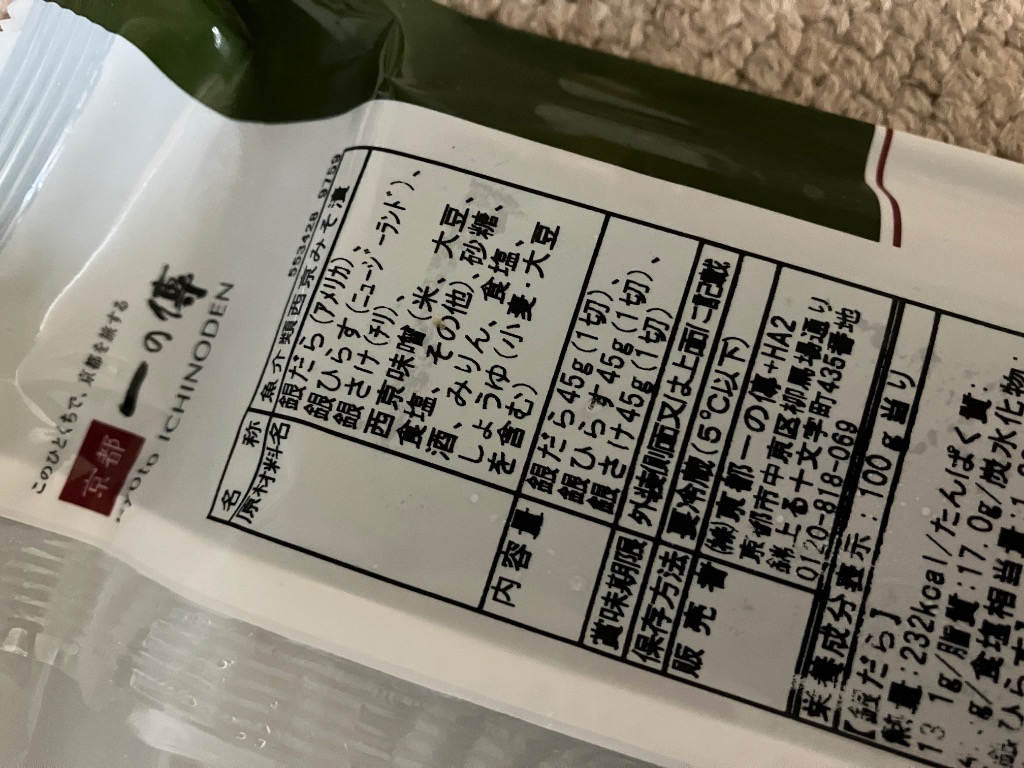 このひとくちで、京都を旅する
京都
一の傳
Kyoto ICHINODEN
553428 9159
名称 魚介類西京みそ漬
原材料名 銀だら(アメリカ)
銀ひらす(ニュージーランド)、
銀さけ(チリ)、
西京味噌(米、大豆、
食塩、その他)、砂糖、
酒、みりん、食塩、
しょうゆ(小麦・大豆
を含む)
内容量 銀だら45g(1切)・
銀ひらす45g(1切)、
銀さけ45g(1切)
賞味期限 外装側面又は上面に記載
保存方法 要冷蔵(5℃以下)
販売者 (株)京都一の傳+HA2
京都市中京区柳馬場通り
錦上る十文字町435番地
0120-818-069
栄養成分表示:100g当り
【銀だら】
熱量:232kcal/たんぱく質:
13.1g/脂質:17.0g/炭水化物:
g/食塩相当量: